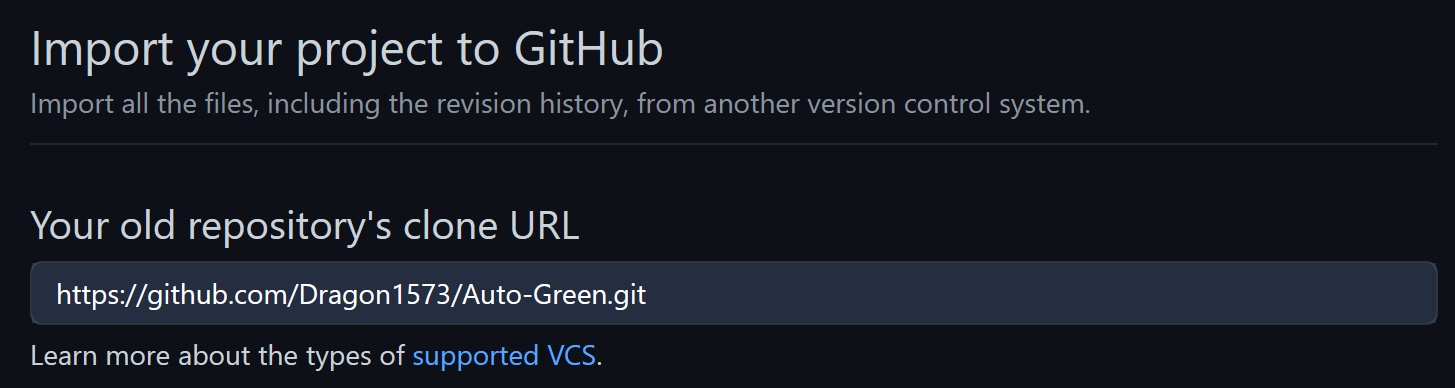 Import your project to GitHub
Import all the files, including the revision history, from another version control system.
Your old repository's clone URL
https://github.com/Dragon1573/Auto-Green.git
Learn more about the types of supported VCS.